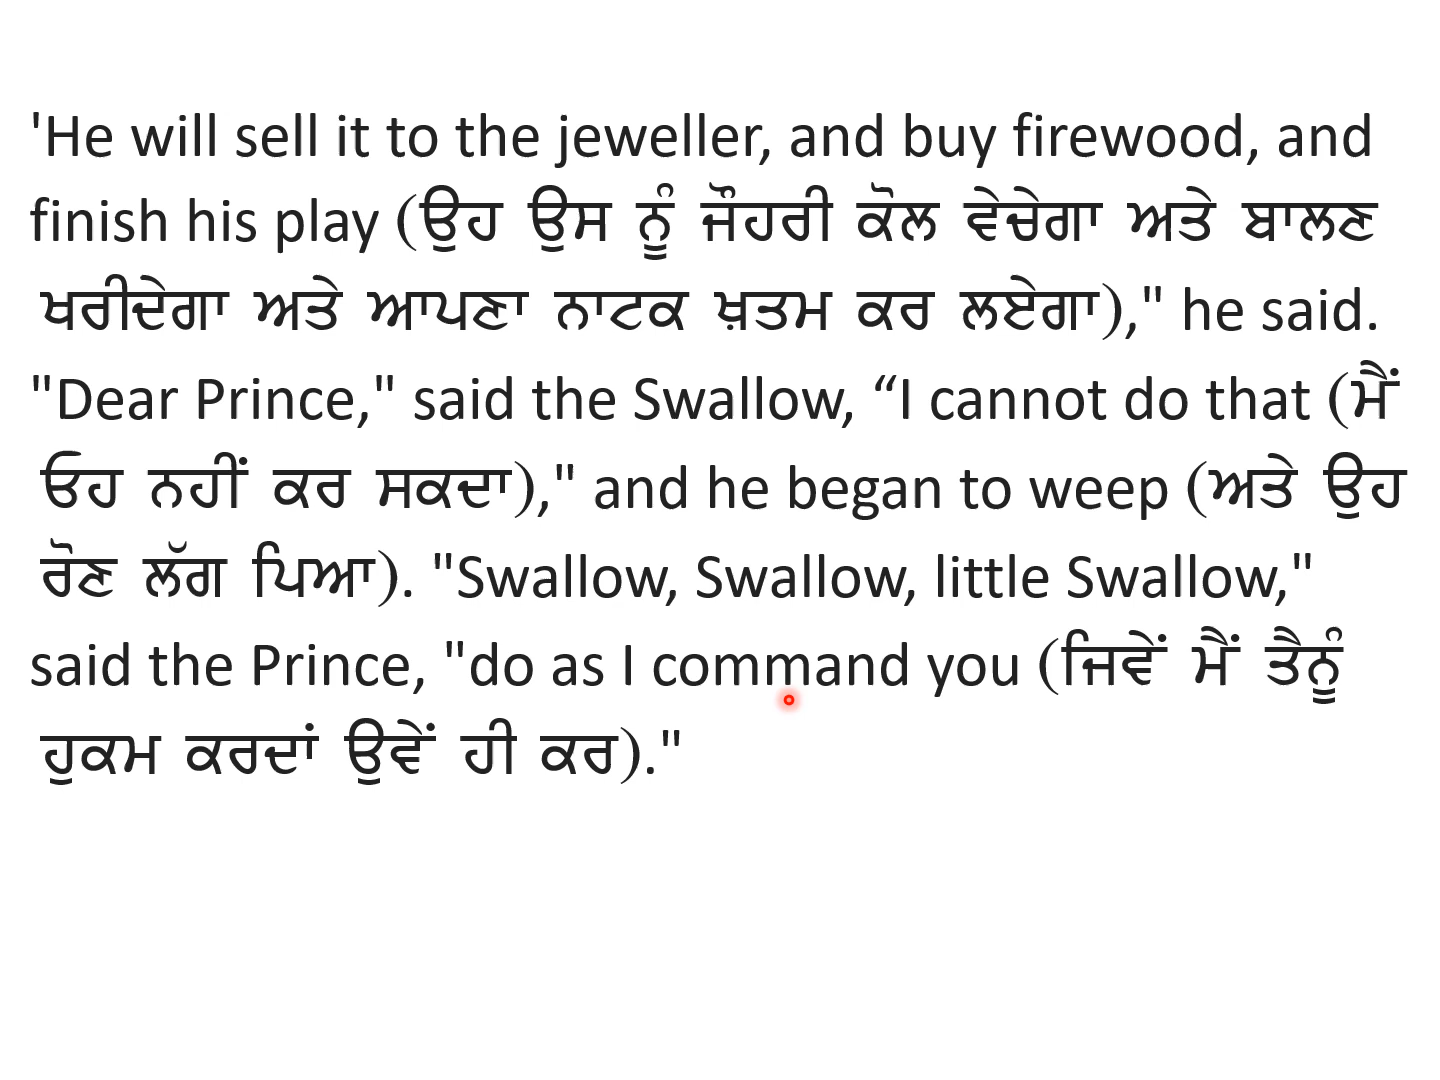 'He will sell it to the jeweller, and buy firewood, and
finish his play (ਉਹ ਉਸ ਨੂੰ ਜੌਹਰੀ ਕੋਲ ਵੇਚੇਗਾ ਅਤੇ ਬਾਲਣ
ਖਰੀਦੇਗਾ ਅਤੇ ਆਪਣਾ ਨਾਟਕ ਖ਼ਤਮ ਕਰ ਲਏਗਾ)," he said.
"Dear Prince," said the Swallow, “I cannot do that (ਮੈਂ
ਓਹ ਨਹੀਂ ਕਰ ਸਕਦਾ)," and he began to weep (ਅਤੇ ਉਹ
ਰੋਣ ਲੱਗ ਪਿਆ). "Swallow, Swallow, little Swallow,"
said the Prince, "do as I command you (ਜਿਵੇਂ ਮੈਂ ਤੈਨੂੰ
ਹੁਕਮ ਕਰਦਾਂ ਉਵੇਂ ਹੀ ਕਰ)."